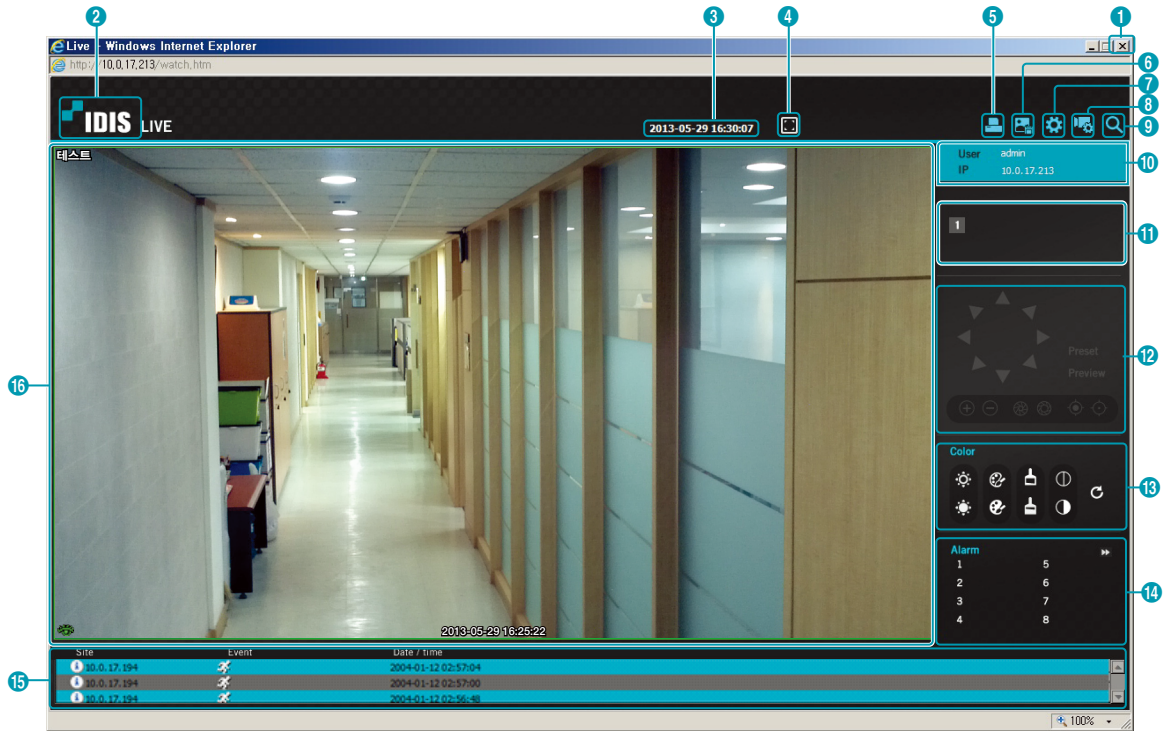 2 3 4 5 1
Live - Windows Internet Explorer
http://10.0.17.213/watch.htm
6
7
8
9
IDIS LIVE
2013-05-29 16:30:07
테스트
User admin
IP 10.0.17.213
10
1
11
Preset
Preview
12
16
Color
13
Alarm
1 5
2 6
3 7
4 8
14
2013-05-29 16:25:22
Site Event Date / time
10.0.17.194 2004-01-12 02:57:04
10.0.17.194 2004-01-12 02:57:00
10.0.17.194 2004-01-12 02:56:48
15
100%